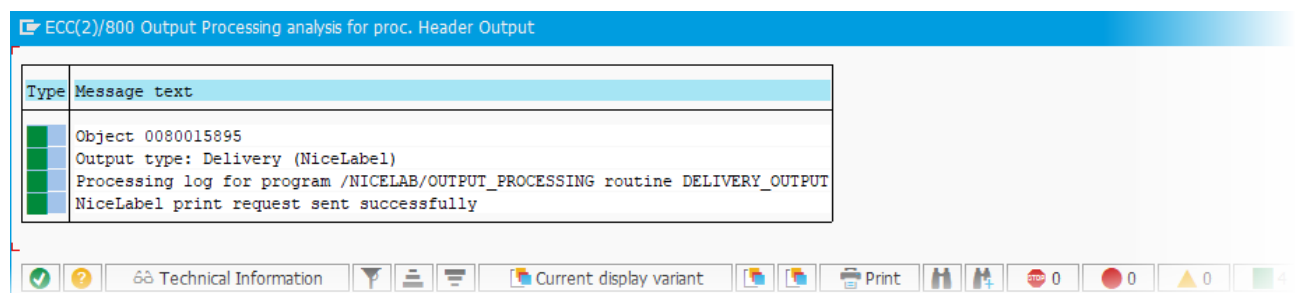 ECC(2)/800 Output Processing analysis for proc. Header Output
Type Message text
Object 0080015895
Output type: Delivery (NiceLabel)
Processing log for program /NICELAB/OUTPUT_PROCESSING routine DELIVERY_OUTPUT
NiceLabel print request sent successfully
Technical Information Current display variant Print STOP 0 0 0 4